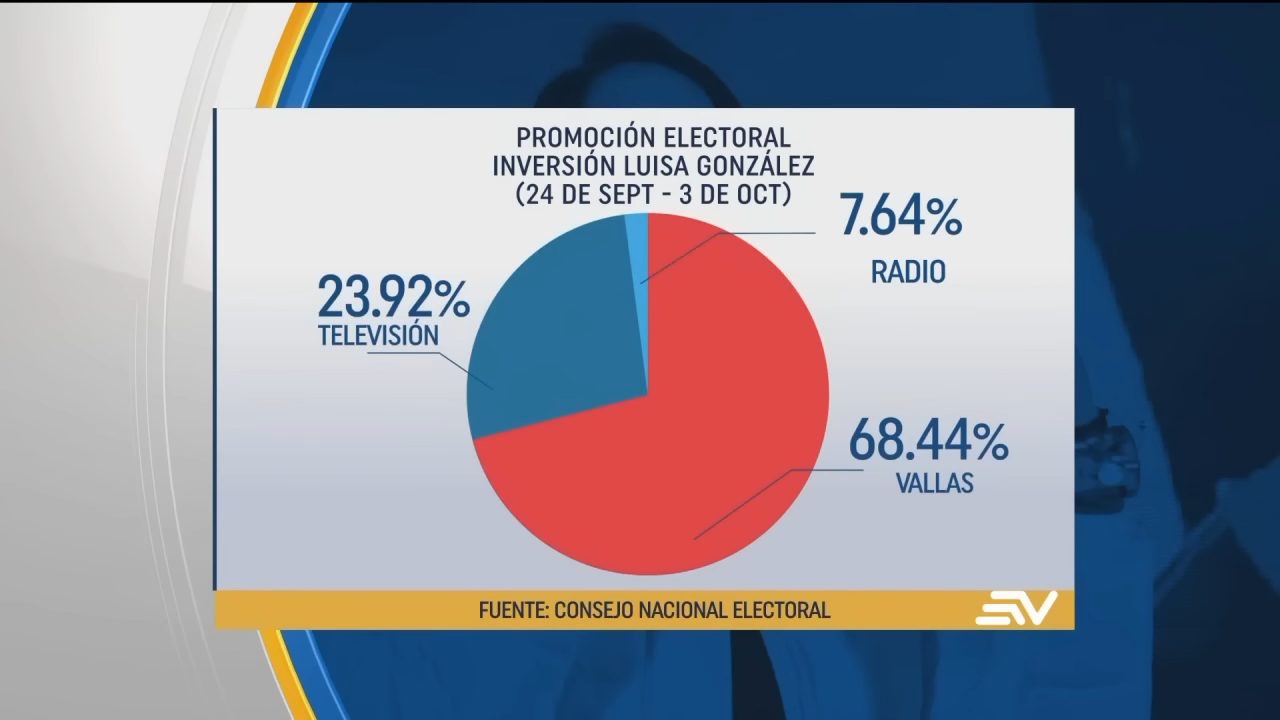 PROMOCIÓN ELECTORAL
INVERSIÓN LUISA GONZÁLEZ
(24 DE SEPT - 3 DE OCT)
7.64%
RADIO
23.92%
TELEVISIÓN
68.44%
VALLAS
FUENTE: CONSEJO NACIONAL ELECTORAL
EV